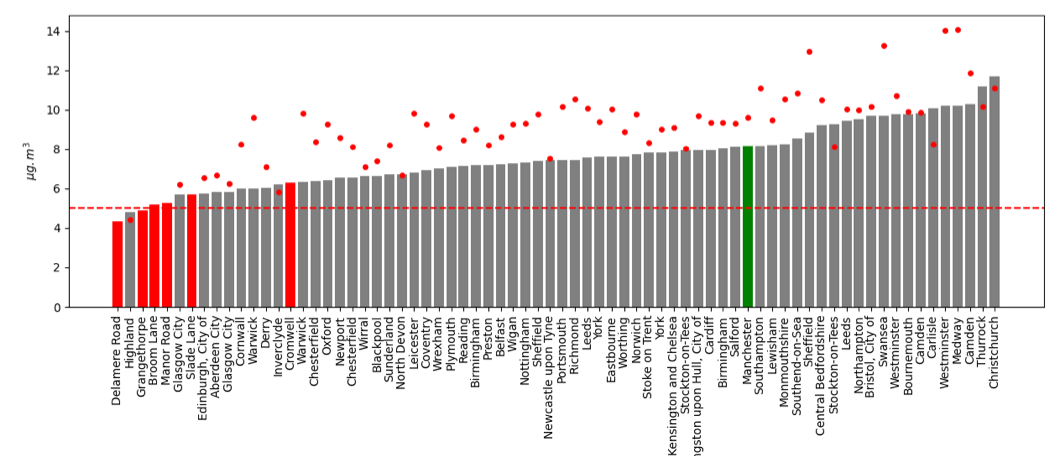 14
12
10
8
6
4
2
0
μg.m³
Delamere Road
Highland
Grangethorpe
Broom Lane
Manor Road
Glasgow City
Slade Lane
Edinburgh, City of
Aberdeen City
Glasgow City
Cornwall
Warwick
Derry
Inverclyde
Cromwell
Warwick
Chesterfield
Oxford
Newport
Chesterfield
Wirral
Blackpool
Sunderland
North Devon
Leicester
Coventry
Wrexham
Plymouth
Reading
Birmingham
Preston
Belfast
Wigan
Nottingham
Sheffield
Newcastle upon Tyne
Portsmouth
Richmond
Leeds
York
Eastbourne
Worthing
Norwich
Stoke on Trent
York
Kensington and Chelsea
Stockton-on-Tees
ngston upon Hull, City of
Cardiff
Birmingham
Salford
Manchester
Southampton
Lewisham
Monmouthshire
Southend-on-Sea
Sheffield
Central Bedfordshire
Stockton-on-Tees
Leeds
Northampton
Bristol, City of
Swansea
Westminster
Bournemouth
Camden
Carlisle
Westminster
Medway
Camden
Thurrock
Christchurch